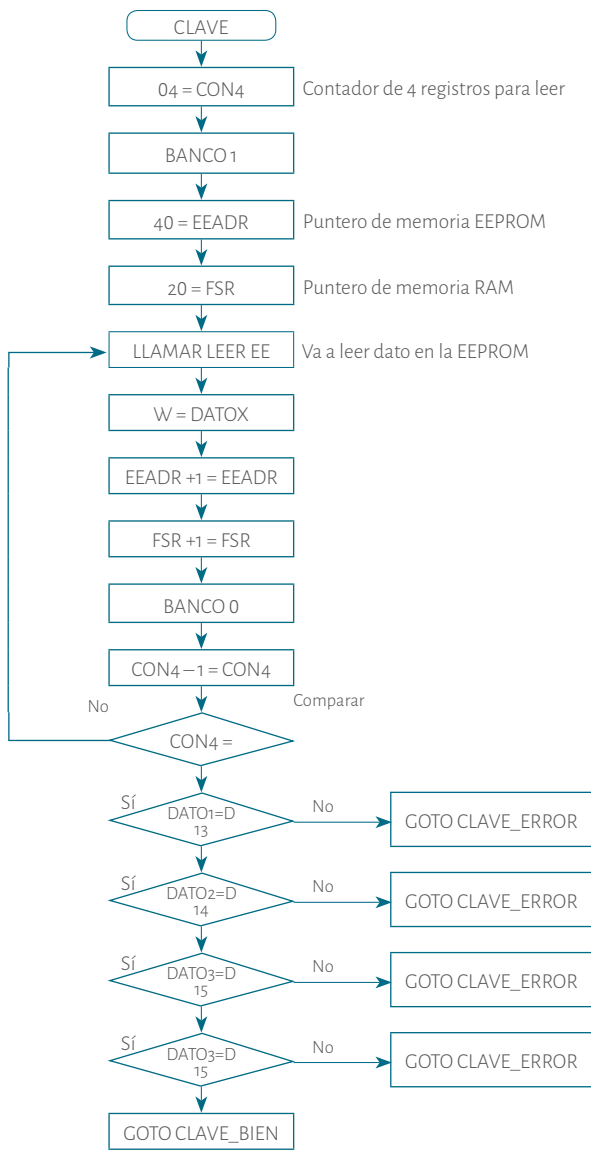 CLAVE
04 = CON4
Contador de 4 registros para leer
BANCO 1
40 = EEADR
Puntero de memoria EEPROM
20 = FSR
Puntero de memoria RAM
LLAMAR LEER EE
Va a leer dato en la EEPROM
W = DATOX
EEADR +1 = EEADR
FSR +1 = FSR
BANCO 0
CON4 – 1 = CON4
No
Comparar
CON4 =
Sí
DATO1=D
13
No
GOTO CLAVE_ERROR
Sí
DATO2=D
14
No
GOTO CLAVE_ERROR
Sí
DATO3=D
15
No
GOTO CLAVE_ERROR
Sí
DATO3=D
15
No
GOTO CLAVE_ERROR
GOTO CLAVE_BIEN